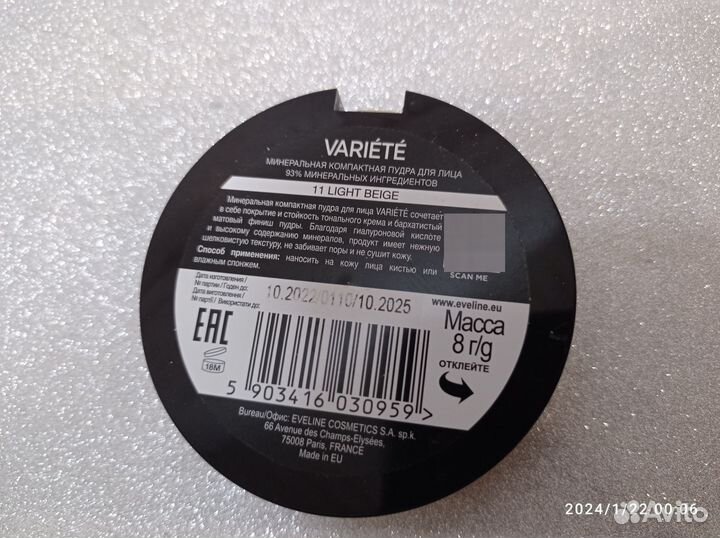 VARIÉTÉ
МИНЕРАЛЬНАЯ КОМПАКТНАЯ ПУДРА ДЛЯ ЛИЦА
93% МИНЕРАЛЬНЫХ ИНГРЕДИЕНТОВ
11 LIGHT BEIGE
Минеральная компактная пудра для лица VARIÉTÉ сочетает
в себе покрытие и стойкость тонального крема и бархатистый
матовый финиш пудры. Благодаря гиалуроновой кислоте
и высокому содержанию минералов, продукт имеет нежную
шелковистую текстуру, не забивает поры и не сушит кожу.
Способ применения: наносить на кожу лица кистью или
влажным спонжем.
SCAN ME
Дата изготовления /
№ партии / Годен до:
Дата виготовлення /
№ партії / Використати до:
10.2022/0110/10.2025
www.eveline.eu
Масса
8 г/g
ОТКЛЕЙТЕ
EAC
18M
5 903416 030959>
Bureau/Офис: EVELINE COSMETICS S.A. sp.k.
66 Avenue des Champs-Elysées,
75008 Paris, FRANCE
Made in EU
2024/1/22 00:06
Avito